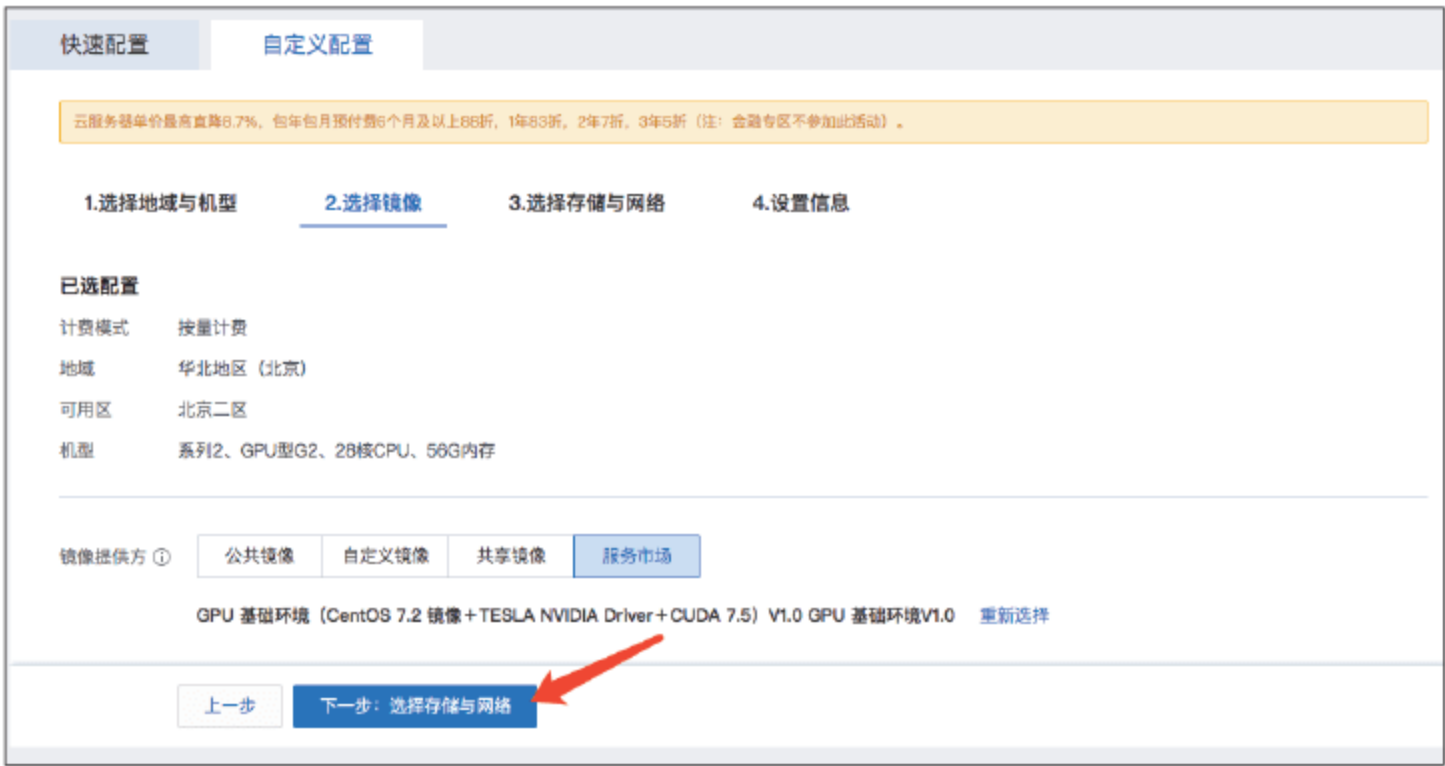 快速配置 自定义配置
云服务器单价最高直降6.7%，包年包月预付费6个月及以上88折，1年83折，2年7折，3年5折（注：金融专区不参加此活动）。
1.选择地域与机型 2.选择镜像 3.选择存储与网络 4.设置信息
已选配置
计费模式 按量计费
地域 华北地区（北京）
可用区 北京二区
机型 系列2、GPU型G2、28核CPU、56G内存
镜像提供方 公共镜像 自定义镜像 共享镜像 服务市场
GPU 基础环境（CentOS 7.2 镜像＋TESLA NVIDIA Driver＋CUDA 7.5）V1.0 GPU 基础环境V1.0 重新选择
上一步 下一步：选择存储与网络